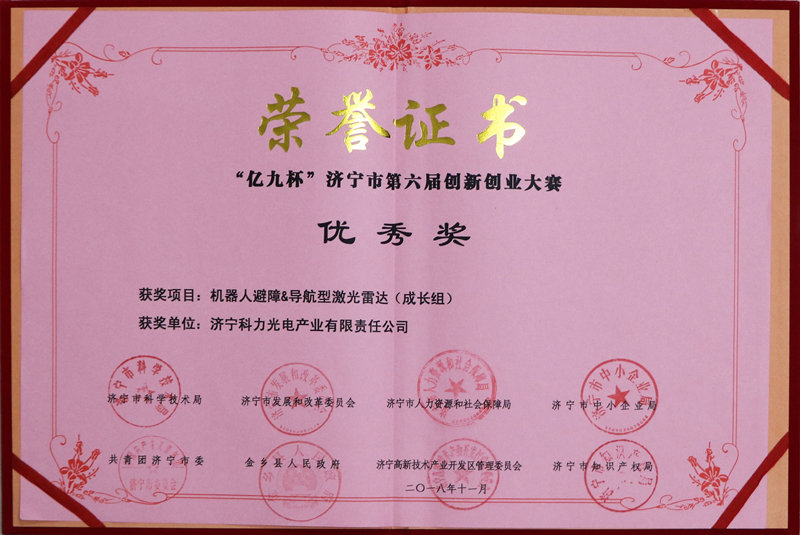 荣誉证书
“亿九杯”济宁市第六届创新创业大赛
优秀奖
获奖项目：机器人避障&导航型激光雷达（成长组）
获奖单位：济宁科力光电产业有限责任公司
济宁市科学技术局 济宁市发展和改革委员会 济宁市人力资源和社会保障局 济宁市中小企业局
共青团济宁市委 金乡县人民政府 济宁高新技术产业开发区管理委员会 济宁市知识产权局
二〇一八年十一月